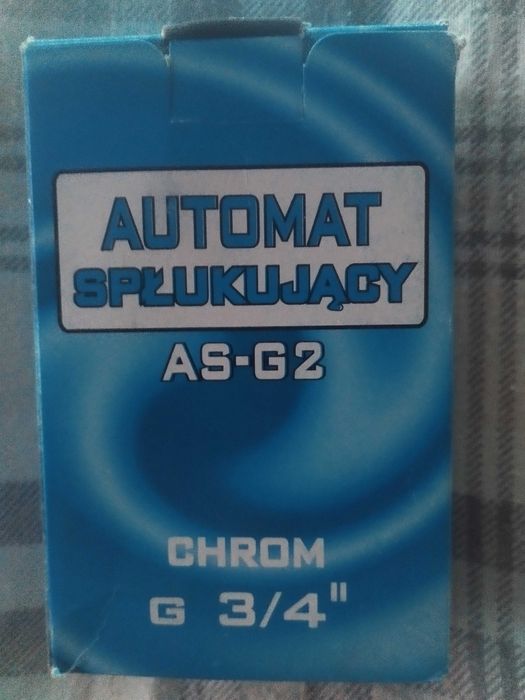 AUTOMAT
SPŁUKUJĄCY
AS-G2
CHROM
G 3/4"